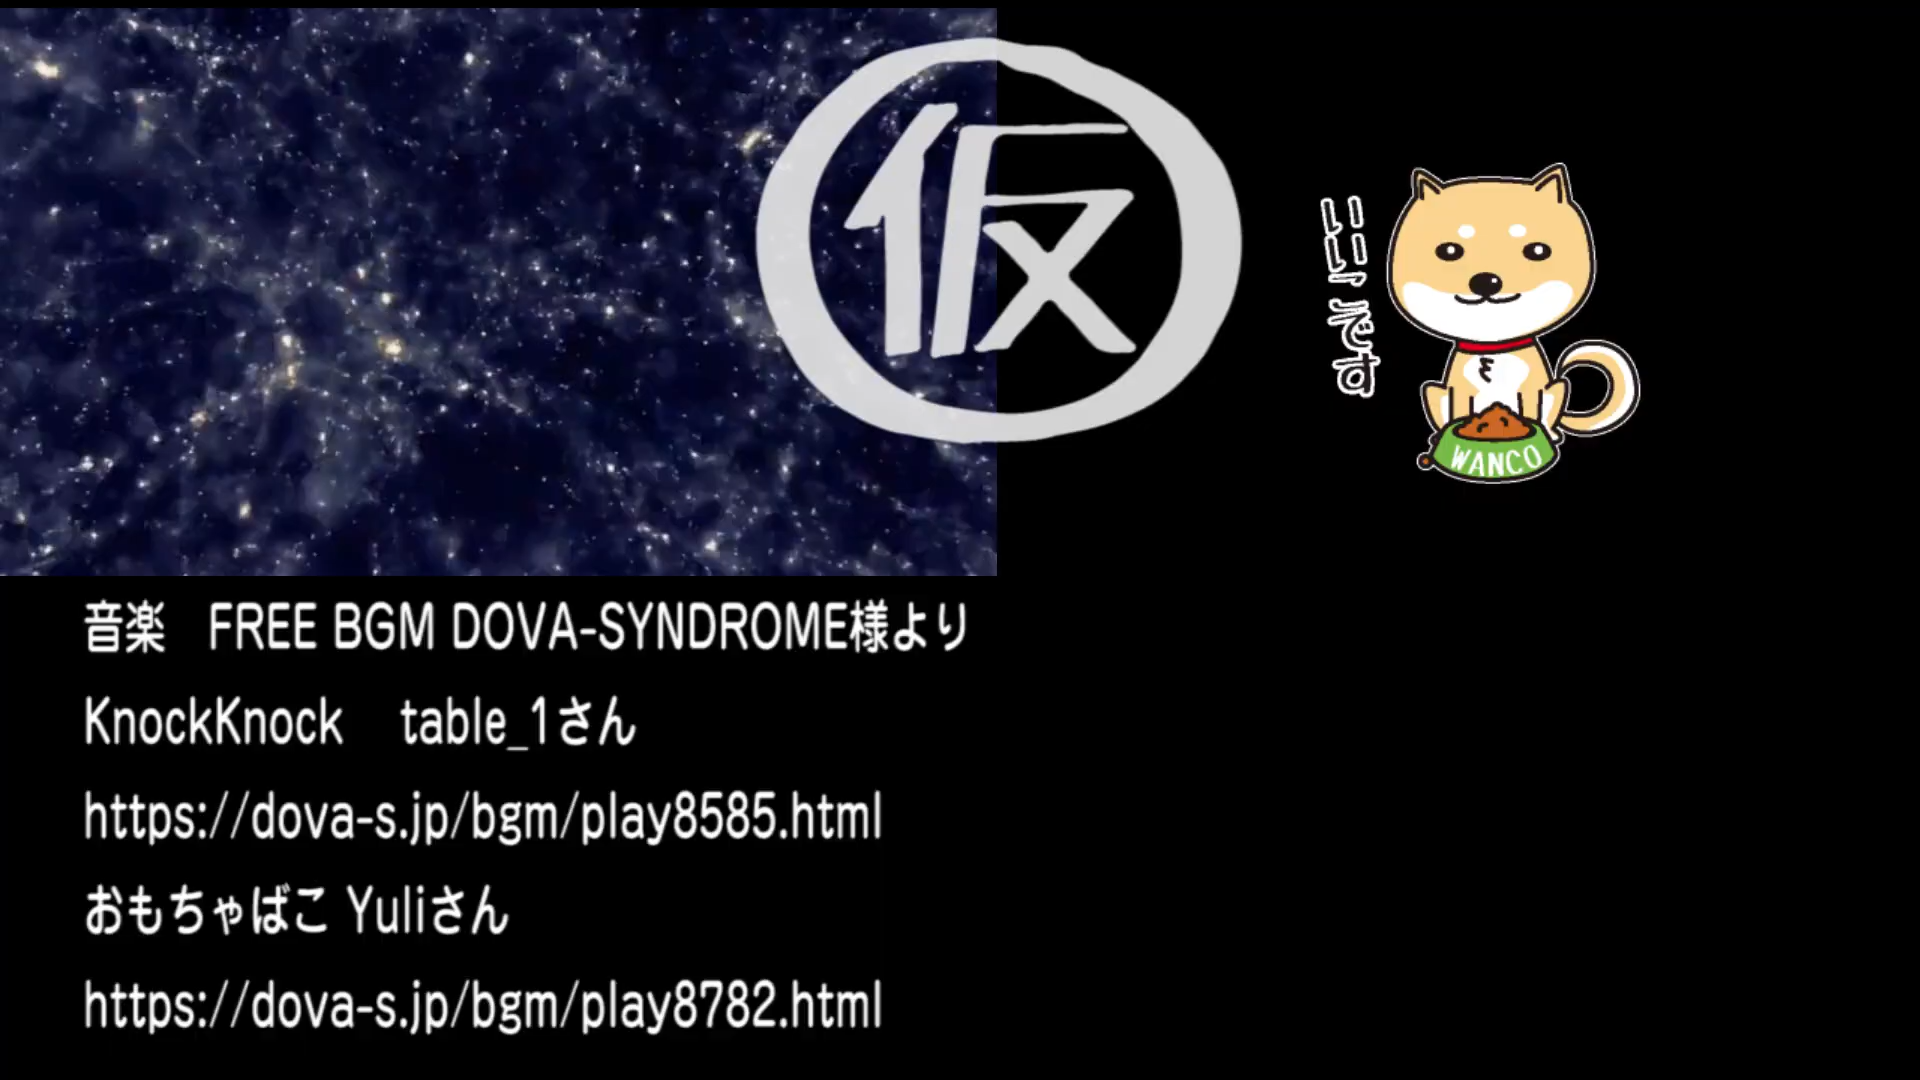 仮
いいこです
WANCO
音楽　FREE BGM DOVA-SYNDROME様より
KnockKnock　table_1さん
https://dova-s.jp/bgm/play8585.html
おもちゃばこ Yuliさん
https://dova-s.jp/bgm/play8782.html